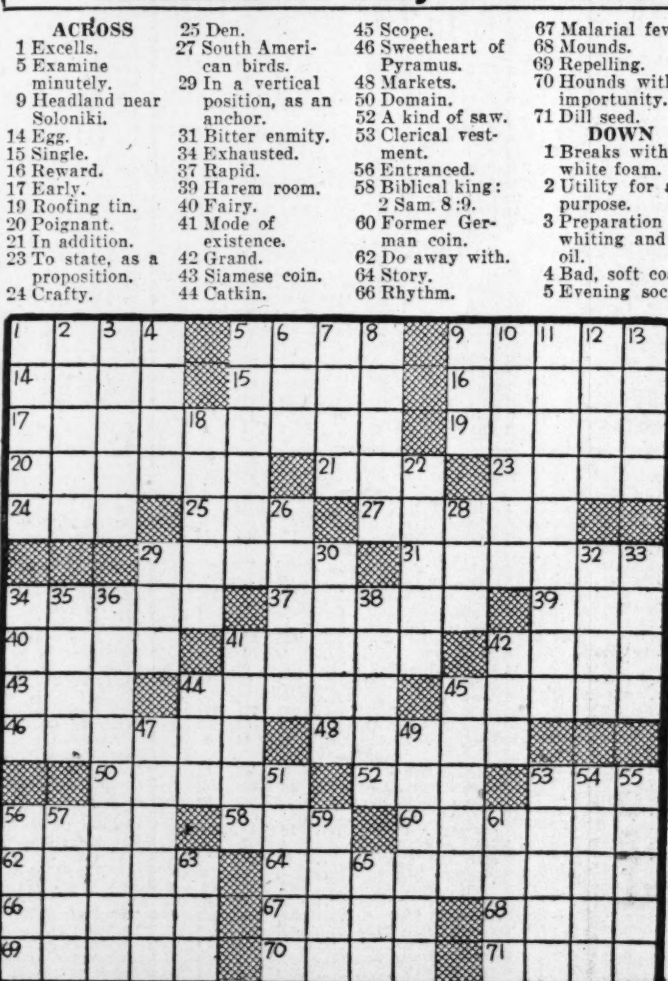 ACROSS
1 Excells.
5 Examine
minutely.
9 Headland near
Soloniki.
14 Egg.
15 Single.
16 Reward.
17 Early.
19 Roofing tin.
20 Poignant.
21 In addition.
23 To state, as a
proposition.
24 Crafty.
25 Den.
27 South Ameri-
can birds.
29 In a vertical
position, as an
anchor.
31 Bitter enmity.
34 Exhausted.
37 Rapid.
39 Harem room.
40 Fairy.
41 Mode of
existence.
42 Grand.
43 Siamese coin.
44 Catkin.
45 Scope.
46 Sweetheart of
Pyramus.
48 Markets.
50 Domain.
52 A kind of saw.
53 Clerical vest-
ment.
56 Entranced.
58 Biblical king:
2 Sam. 8:9.
60 Former Ger-
man coin.
62 Do away with.
64 Story.
66 Rhythm.
67 Malarial
68 Mounds.
69 Repelling.
70 Hounds
importunity.
71 Dill seed.
DOWN
1 Breaks with
white foam.
2 Utility for
purpose.
3 Preparation
whiting and
oil.
4 Bad, soft
5 Evening
1 2 3 4 5 6 7 8 9 10 11 12 13
14 15 16
17 18 19
20 21 22 23
24 25 26 27 28
29 30 31 32 33
34 35 36 37 38 39
40 41 42
43 44 45
46 47 48 49
50 51 52 53 54 55
56 57 58 59 60 61
62 63 64 65
66 67 68
69 70 71